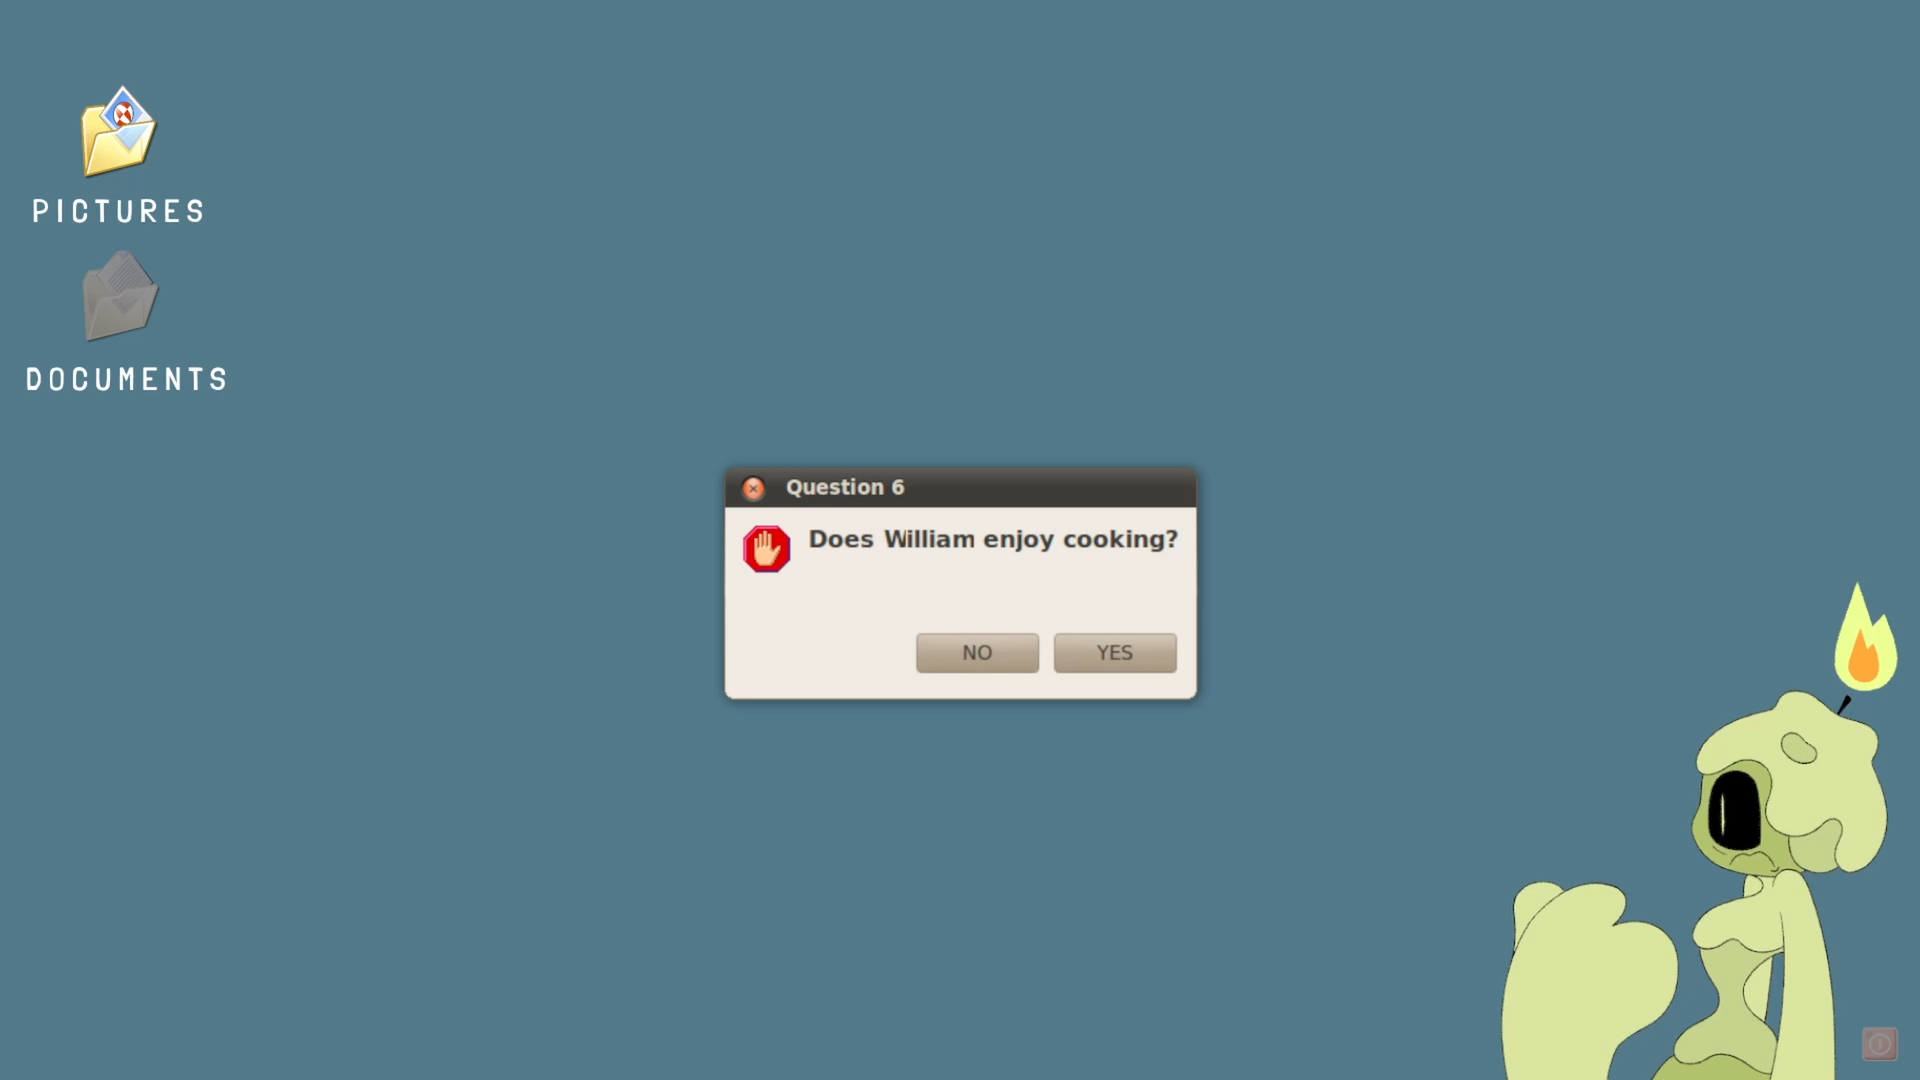 PICTURES
DOCUMENTS
Question 6
Does William enjoy cooking?
NO YES